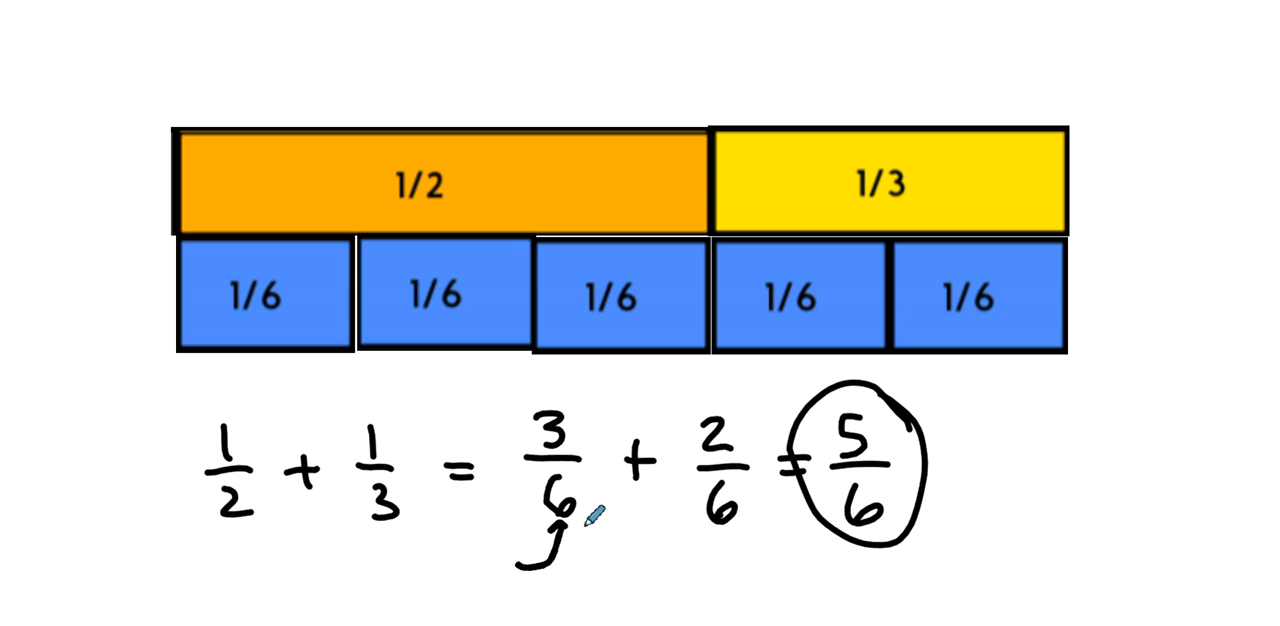 1/2 1/3
1/6 1/6 1/6 1/6 1/6
1/2 + 1/3 = 3/6 + 2/6 = 5/6